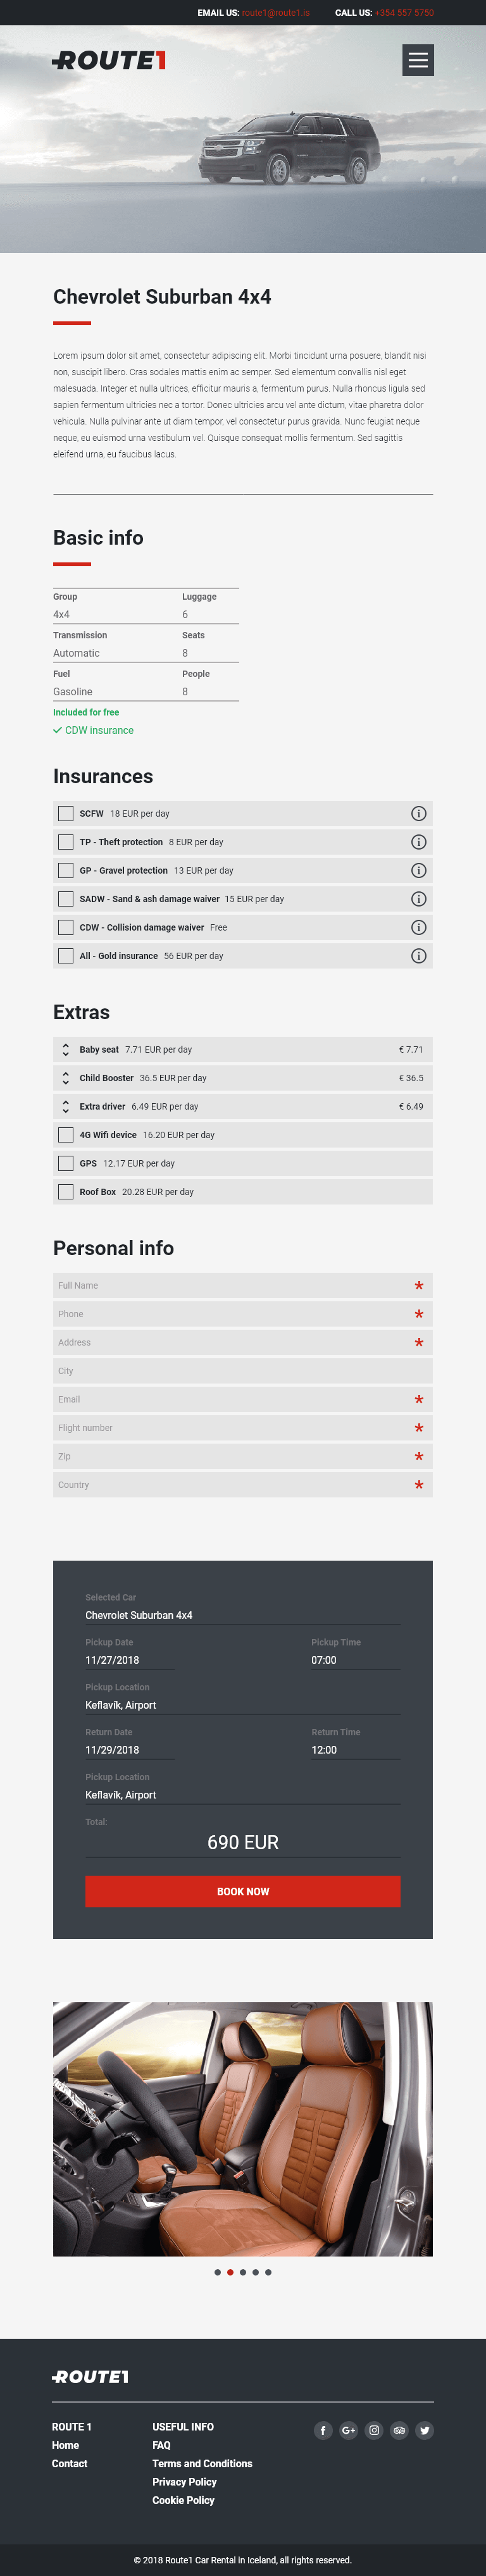 EMAIL US: route1@route1.is CALL US: +354 557 5750
ROUTE1
Chevrolet Suburban 4x4
Lorem ipsum dolor sit amet, consectetur adipiscing elit. Morbi tincidunt urna posuere, blandit nisi
non, suscipit libero. Cras sodales mattis enim ac semper. Sed elementum convallis nisl eget
malesuada. Integer et nulla ultrices, efficitur mauris a, fermentum purus. Nulla rhoncus ligula sed
sapien fermentum ultricies nec a tortor. Donec ultricies arcu vel ante dictum, vitae pharetra dolor
vehicula. Nulla pulvinar ante ut diam tempor, vel consectetur purus gravida. Nunc feugiat neque
neque, eu euismod urna vestibulum vel. Quisque consequat mollis fermentum. Sed sagittis
eleifend urna, eu faucibus lacus.
Basic info
Group Luggage
4x4 6
Transmission Seats
Automatic 8
Fuel People
Gasoline 8
Included for free
CDW insurance
Insurances
SCFW 18 EUR per day
TP - Theft protection 8 EUR per day
GP - Gravel protection 13 EUR per day
SADW - Sand & ash damage waiver 15 EUR per day
CDW - Collision damage waiver Free
All - Gold insurance 56 EUR per day
Extras
Baby seat 7.71 EUR per day € 7.71
Child Booster 36.5 EUR per day € 36.5
Extra driver 6.49 EUR per day € 6.49
4G Wifi device 16.20 EUR per day
GPS 12.17 EUR per day
Roof Box 20.28 EUR per day
Personal info
Full Name *
Phone *
Address *
City
Email *
Flight number *
Zip *
Country *
Selected Car
Chevrolet Suburban 4x4
Pickup Date Pickup Time
11/27/2018 07:00
Pickup Location
Keflavík, Airport
Return Date Return Time
11/29/2018 12:00
Pickup Location
Keflavík, Airport
Total:
690 EUR
BOOK NOW
ROUTE1
ROUTE 1 USEFUL INFO
Home FAQ
Contact Terms and Conditions
Privacy Policy
Cookie Policy
© 2018 Route1 Car Rental in Iceland, all rights reserved.